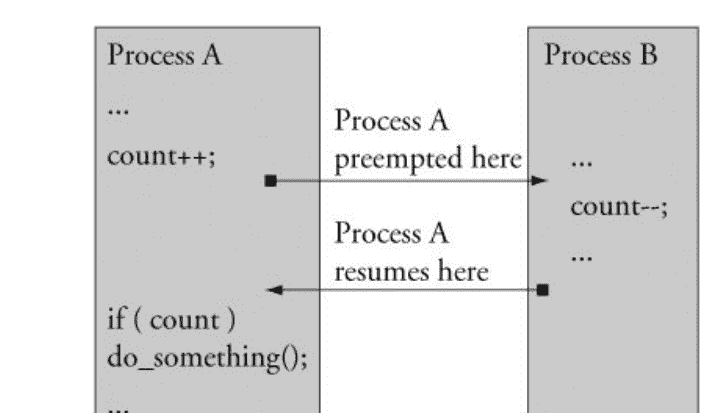 Process A
...
count++;
Process A
preempted here
Process A
resumes here
if ( count )
do_something();
...
Process B
...
count--;
...